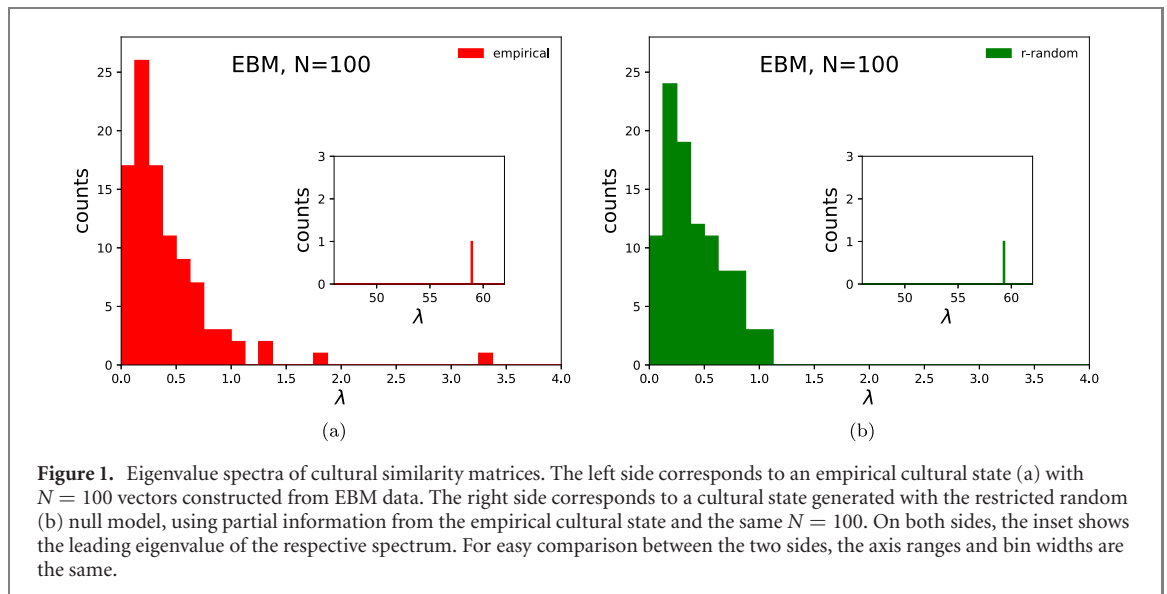 EBM, N=100
empirical
counts
25
20
15
10
5
0
0.0 0.5 1.0 1.5 2.0 2.5 3.0 3.5 4.0
λ
counts
3
2
1
0
50 55 60
λ
(a)
EBM, N=100
r-random
counts
25
20
15
10
5
0
0.0 0.5 1.0 1.5 2.0 2.5 3.0 3.5 4.0
λ
counts
3
2
1
0
50 55 60
λ
(b)
Figure 1. Eigenvalue spectra of cultural similarity matrices. The left side corresponds to an empirical cultural state (a) with
N = 100 vectors constructed from EBM data. The right side corresponds to a cultural state generated with the restricted random
(b) null model, using partial information from the empirical cultural state and the same N = 100. On both sides, the inset shows
the leading eigenvalue of the respective spectrum. For easy comparison between the two sides, the axis ranges and bin widths are
the same.